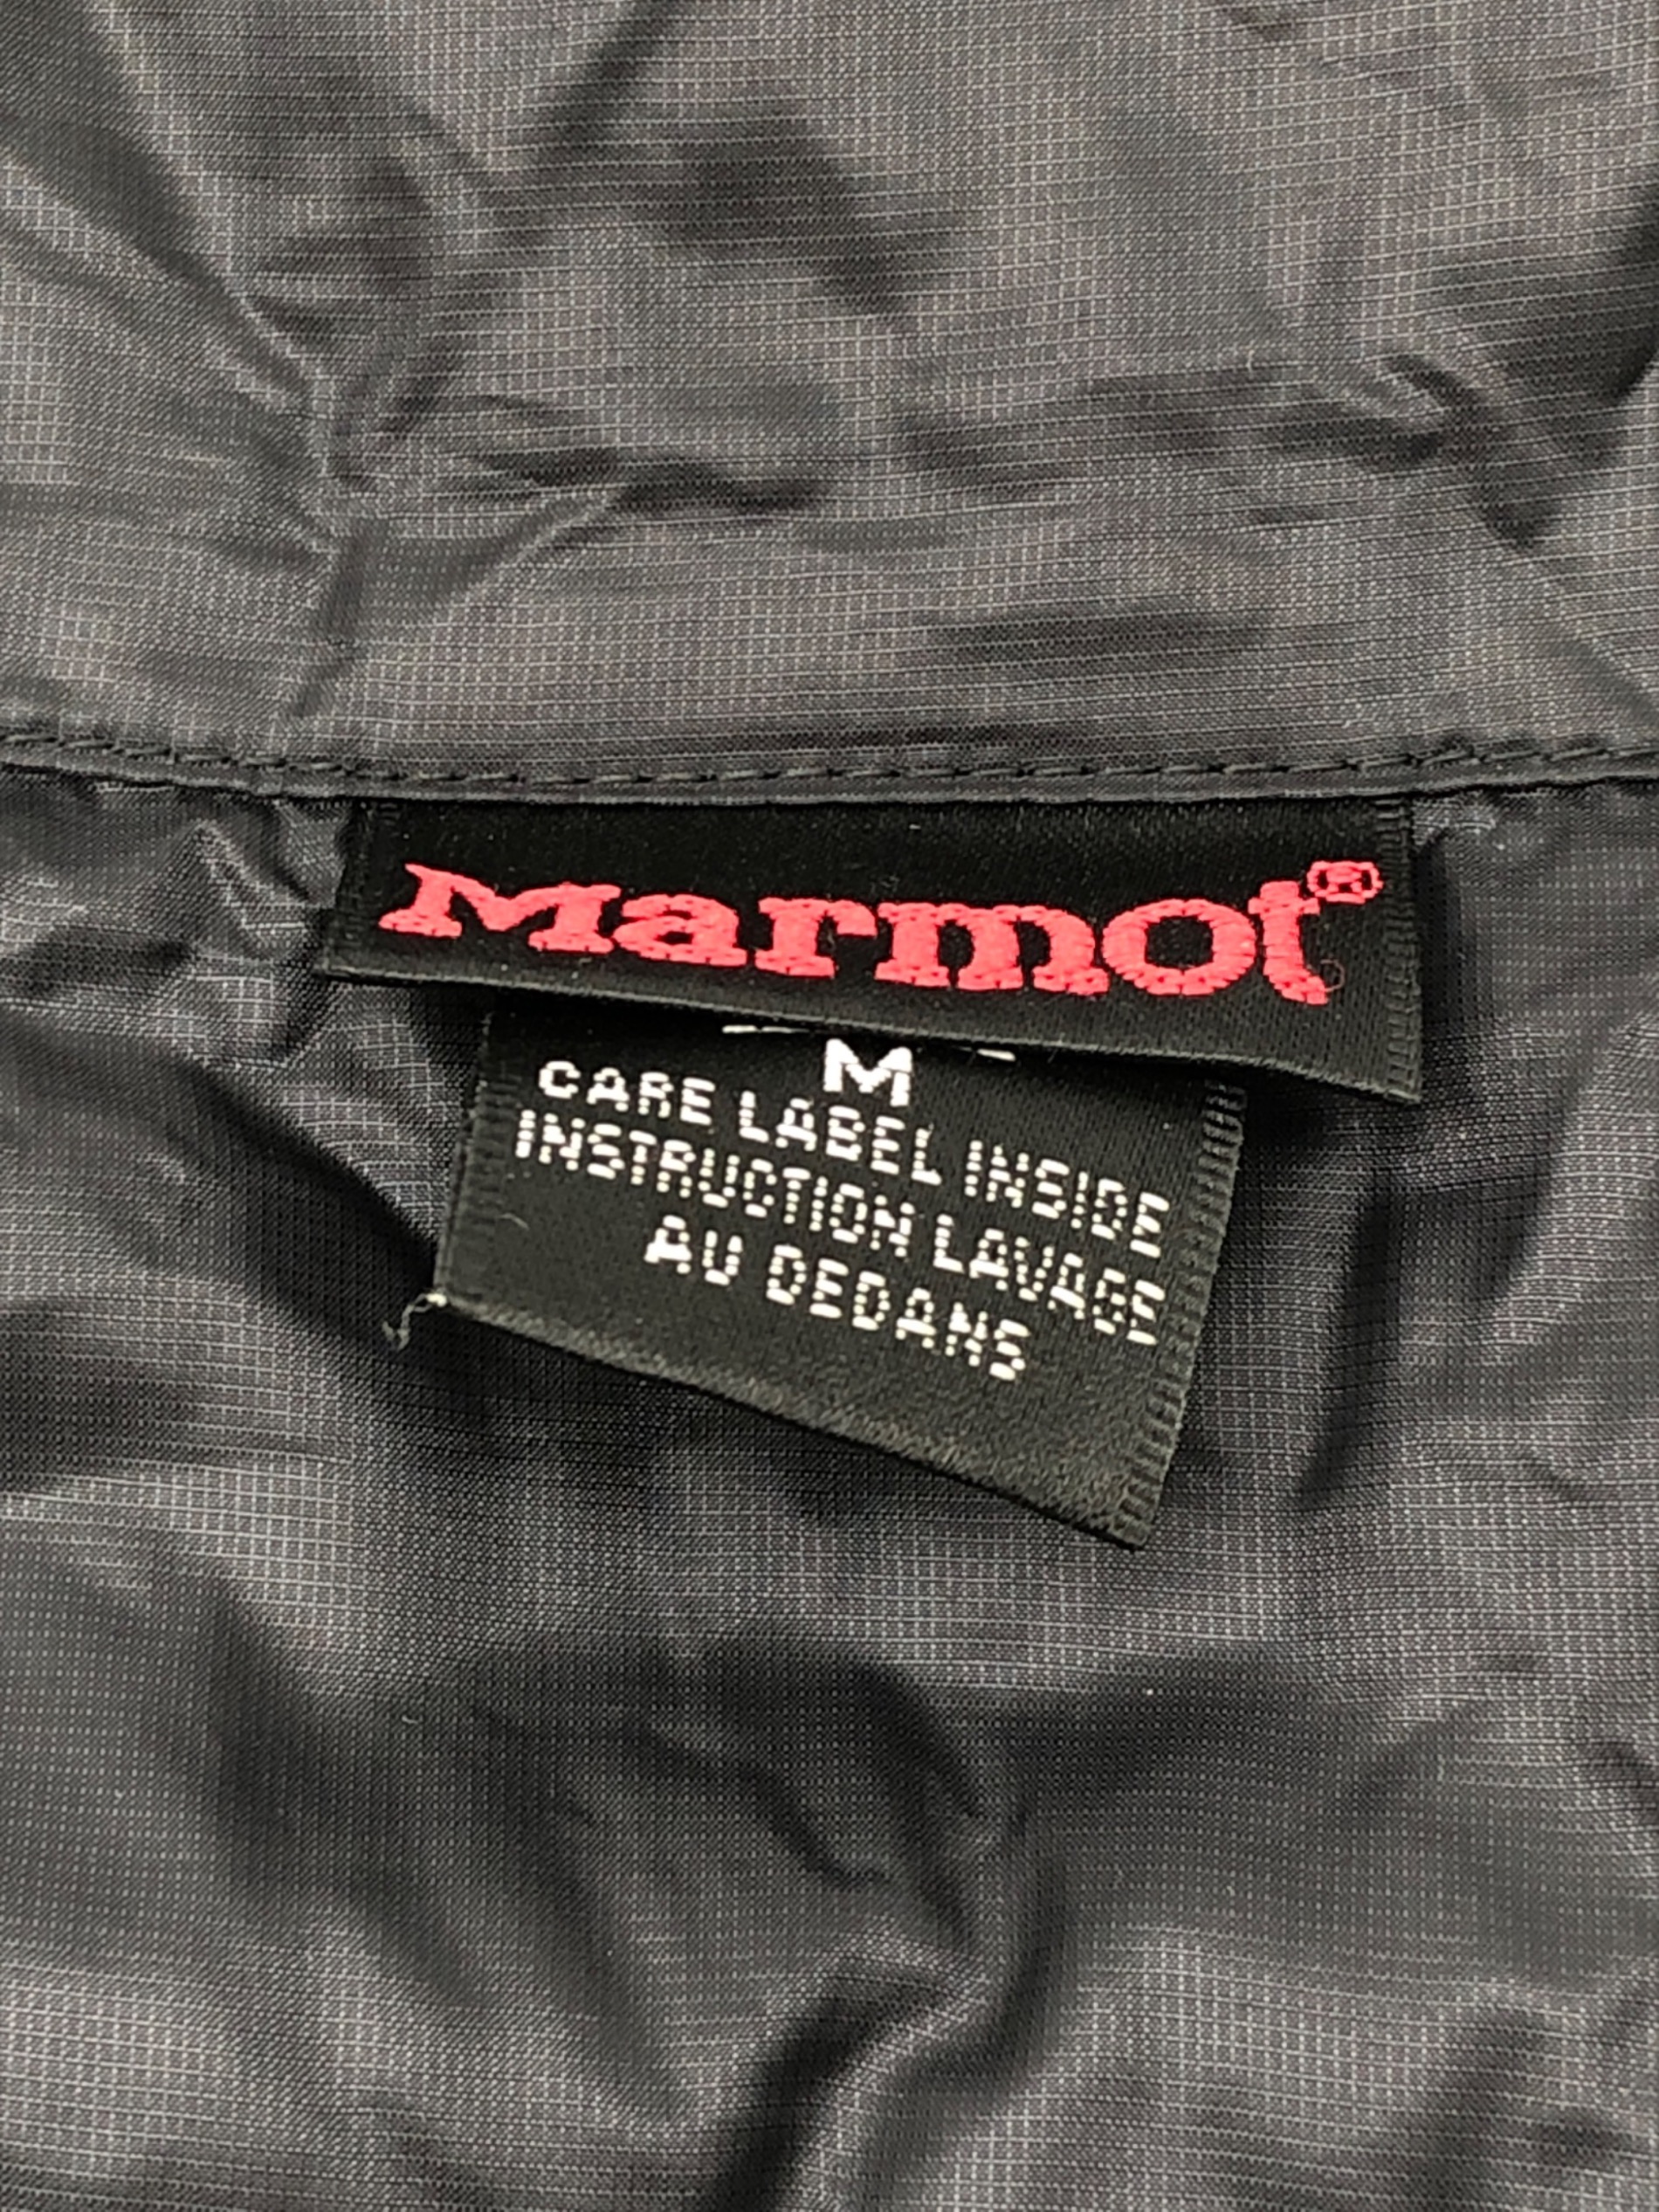 Marmot®
M
CARE LABEL INSIDE
INSTRUCTION LAVAGE
AU DEDANS